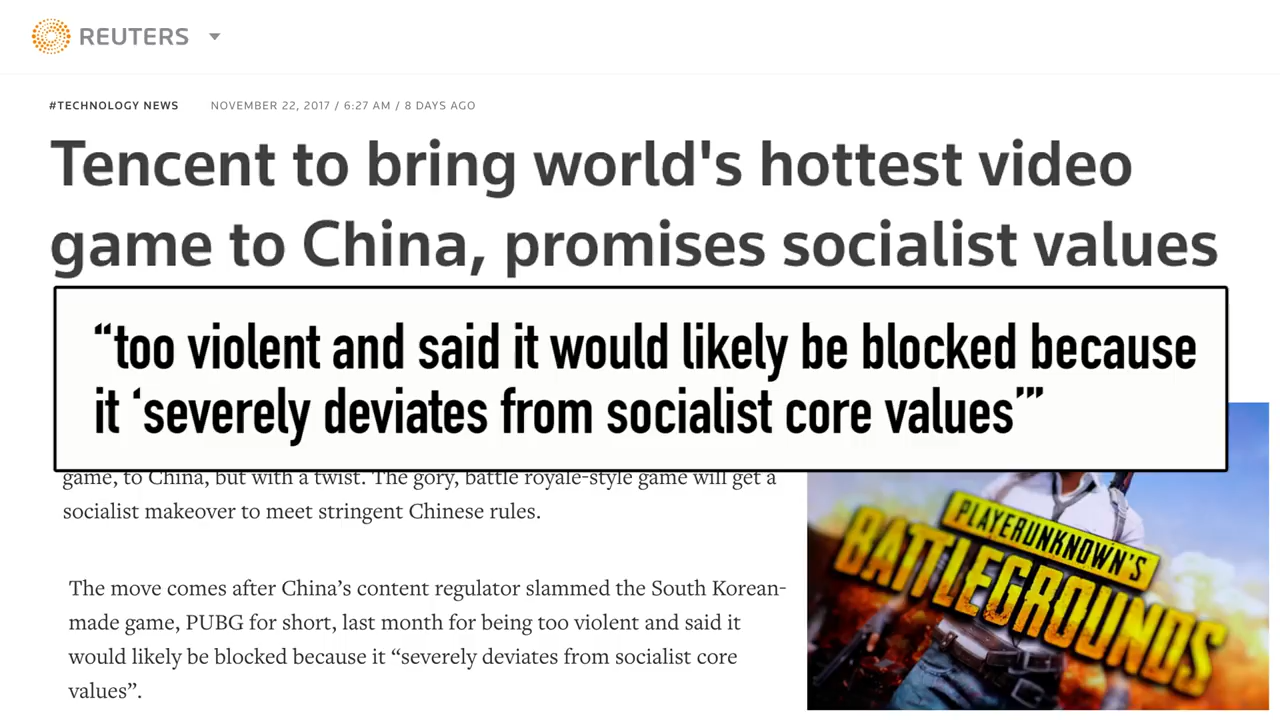 REUTERS
#TECHNOLOGY NEWS NOVEMBER 22, 2017 / 6:27 AM / 8 DAYS AGO
Tencent to bring world's hottest video
game to China, promises socialist values
“too violent and said it would likely be blocked because
it ‘severely deviates from socialist core values’”
game, to China, but with a twist. The gory, battle royale-style game will get a
socialist makeover to meet stringent Chinese rules.
The move comes after China’s content regulator slammed the South Korean-
made game, PUBG for short, last month for being too violent and said it
would likely be blocked because it “severely deviates from socialist core
values”.
PLAYERUNKNOWN'S
BATTLEGROUNDS